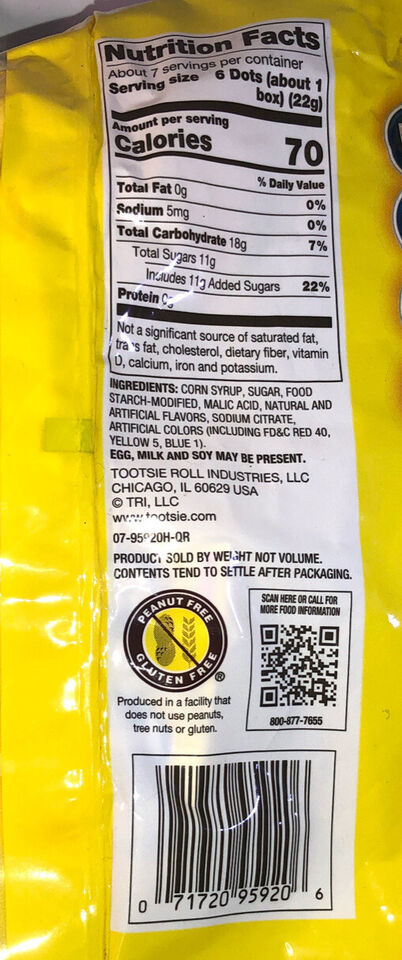 Nutrition Facts
About 7 servings per container
Serving size 6 Dots (about 1
box) (22g)
Amount per serving
Calories 70
% Daily Value
Total Fat 0g 0%
Sodium 5mg 0%
Total Carbohydrate 18g 7%
Total Sugars 11g
Includes 11g Added Sugars 22%
Protein 0g
Not a significant source of saturated fat,
trans fat, cholesterol, dietary fiber, vitamin
D, calcium, iron and potassium.
INGREDIENTS: CORN SYRUP, SUGAR, FOOD
STARCH-MODIFIED, MALIC ACID, NATURAL AND
ARTIFICIAL FLAVORS, SODIUM CITRATE,
ARTIFICIAL COLORS (INCLUDING FD&C RED 40,
YELLOW 5, BLUE 1).
EGG, MILK AND SOY MAY BE PRESENT.
TOOTSIE ROLL INDUSTRIES, LLC
CHICAGO, IL 60629 USA
© TRI, LLC
www.tootsie.com
PRODUCT SOLD BY WEIGHT NOT VOLUME.
CONTENTS TEND TO SETTLE AFTER PACKAGING.
PEANUT FREE
GLUTEN FREE
®
Produced in a facility that
does not use peanuts,
tree nuts or gluten.
SCAN HERE OR CALL FOR
MORE FOOD INFORMATION
800-877-7655
0 71720 95920 6